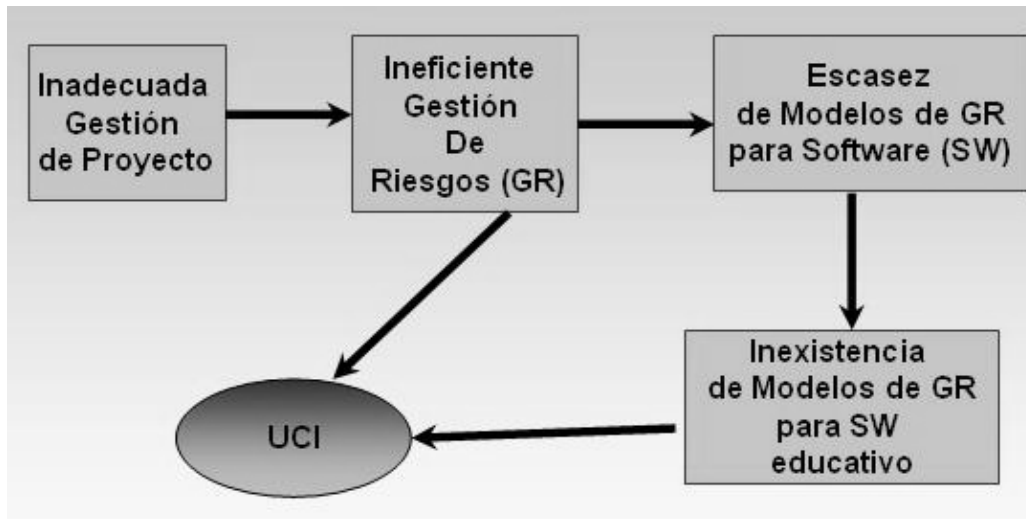 Inadecuada
Gestión
de Proyecto
Ineficiente
Gestión
De
Riesgos (GR)
Escasez
de Modelos de GR
para Software (SW)
Inexistencia
de Modelos de GR
para SW
educativo
UCI